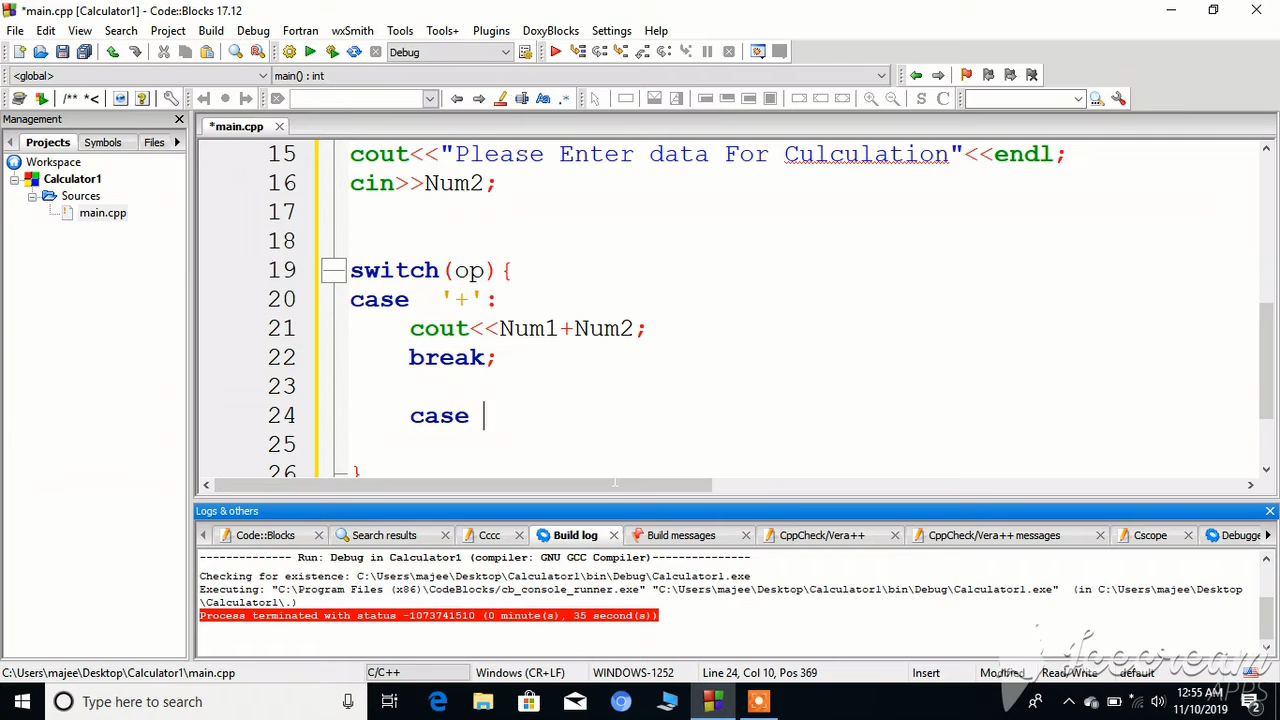 *main.cpp [Calculator1] - Code::Blocks 17.12
File Edit View Search Project Build Debug Fortran wxSmith Tools Tools+ Plugins DoxyBlocks Settings Help
Debug
<global>
main() : int
/** *<
S C
Management
Projects Symbols Files
Workspace
Calculator1
Sources
main.cpp
*main.cpp
15 cout<<"Please Enter data For Culculation"<<endl;
16 cin>>Num2;
17
18
19 switch(op){
20 case '+':
21 cout<<Num1+Num2;
22 break;
23
24 case
25
26 }
Logs & others
Code::Blocks Search results Cccc Build log Build messages CppCheck/Vera++ CppCheck/Vera++ messages Cscope Debugge
-------------- Run: Debug in Calculator1 (compiler: GNU GCC Compiler)---------------
Checking for existence: C:\Users\majee\Desktop\Calculator1\bin\Debug\Calculator1.exe
Executing: "C:\Program Files (x86)\CodeBlocks/cb_console_runner.exe" "C:\Users\majee\Desktop\Calculator1\bin\Debug\Calculator1.exe" (in C:\Users\majee\Desktop
\Calculator1\.)
Process terminated with status -1073741510 (0 minute(s), 35 second(s))
C:\Users\majee\Desktop\Calculator1\main.cpp C/C++ Windows (CR+LF) WINDOWS-1252 Line 24, Col 10, Pos 369 Insert Modified Read/Write default
Icecream
APPS
Type here to search
12:55 AM
11/10/2019
2